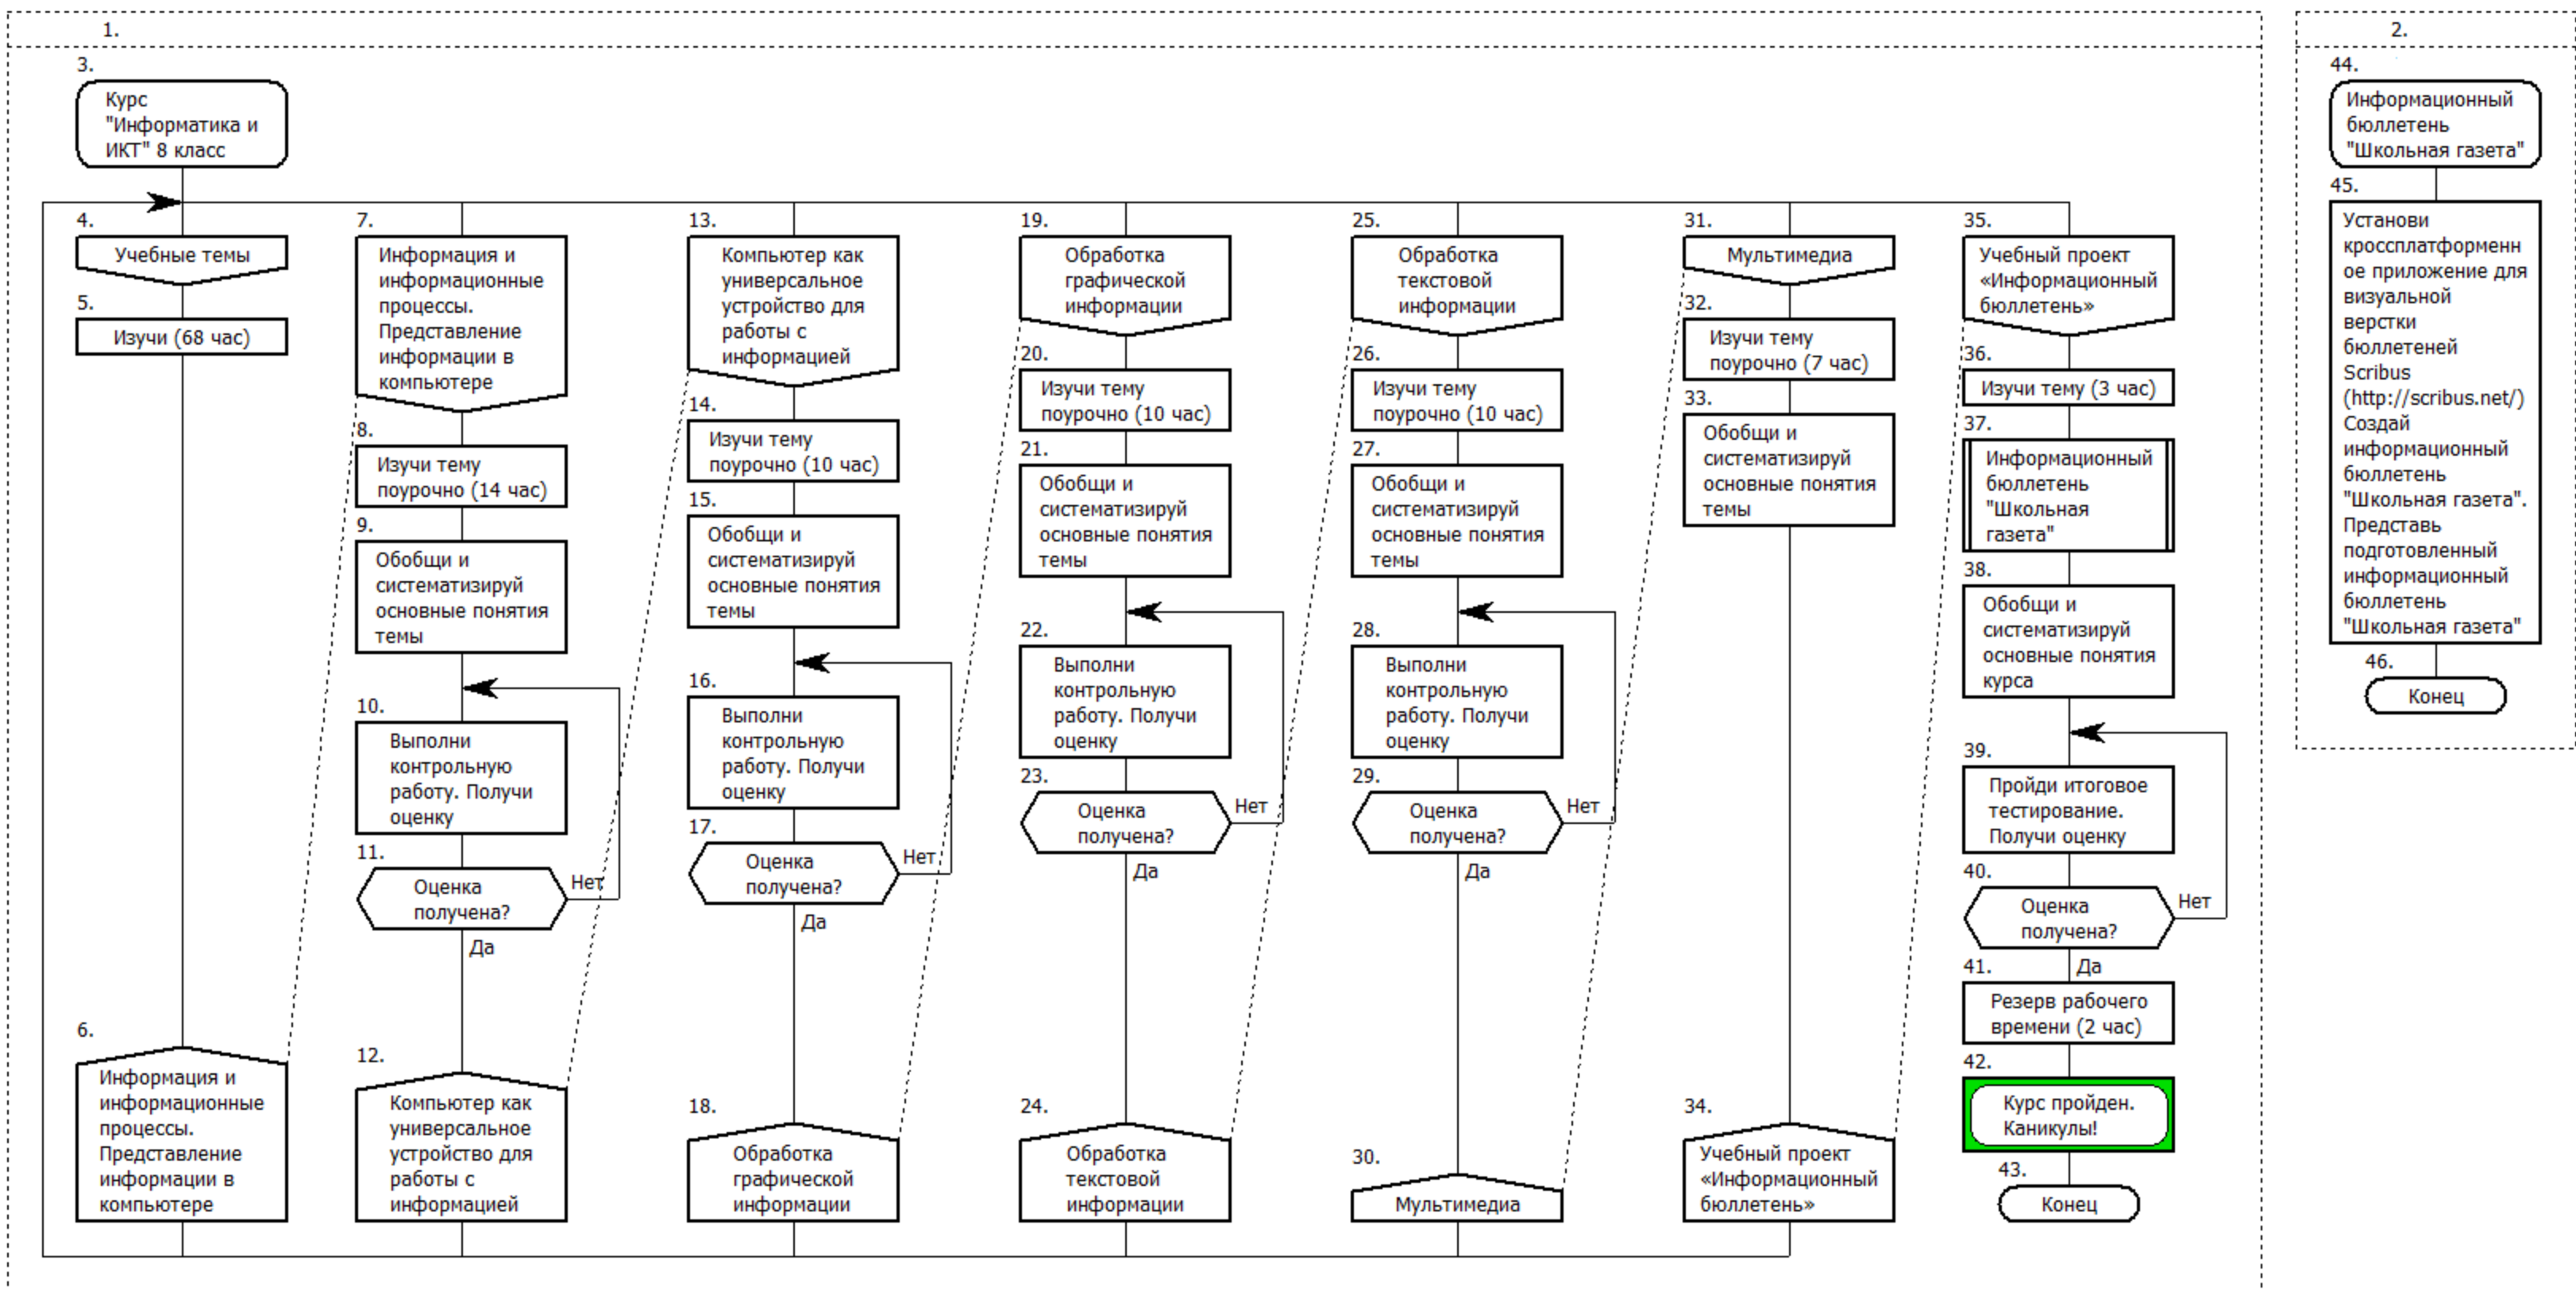 1.
3.
Курс
"Информатика и
ИКТ" 8 класс
4.
Учебные темы
5.
Изучи (68 час)
6.
Информация и
информационные
процессы.
Представление
информации в
компьютере
7.
Информация и
информационные
процессы.
Представление
информации в
компьютере
8.
Изучи тему
поурочно (14 час)
9.
Обобщи и
систематизируй
основные понятия
темы
10.
Выполни
контрольную
работу. Получи
оценку
11.
Оценка
получена?
Нет
Да
12.
Компьютер как
универсальное
устройство для
работы с
информацией
13.
Компьютер как
универсальное
устройство для
работы с
информацией
14.
Изучи тему
поурочно (10 час)
15.
Обобщи и
систематизируй
основные понятия
темы
16.
Выполни
контрольную
работу. Получи
оценку
17.
Оценка
получена?
Нет
Да
18.
Обработка
графической
информации
19.
Обработка
графической
информации
20.
Изучи тему
поурочно (10 час)
21.
Обобщи и
систематизируй
основные понятия
темы
22.
Выполни
контрольную
работу. Получи
оценку
23.
Оценка
получена?
Нет
Да
24.
Обработка
текстовой
информации
25.
Обработка
текстовой
информации
26.
Изучи тему
поурочно (10 час)
27.
Обобщи и
систематизируй
основные понятия
темы
28.
Выполни
контрольную
работу. Получи
оценку
29.
Оценка
получена?
Нет
Да
30.
Мультимедиа
31.
Мультимедиа
32.
Изучи тему
поурочно (7 час)
33.
Обобщи и
систематизируй
основные понятия
темы
34.
Учебный проект
«Информационный
бюллетень»
35.
Учебный проект
«Информационный
бюллетень»
36.
Изучи тему (3 час)
37.
Информационный
бюллетень
"Школьная
газета"
38.
Обобщи и
систематизируй
основные понятия
курса
39.
Пройди итоговое
тестирование.
Получи оценку
40.
Оценка
получена?
Нет
Да
41.
Резерв рабочего
времени (2 час)
42.
Курс пройден.
Каникулы!
43.
Конец
2.
44.
Информационный
бюллетень
"Школьная газета"
45.
Установи
кроссплатформенн
ое приложение для
визуальной
верстки
бюллетеней
Scribus
(http://scribus.net/)
Создай
информационный
бюллетень
"Школьная газета".
Представь
подготовленный
информационный
бюллетень
"Школьная газета"
46.
Конец